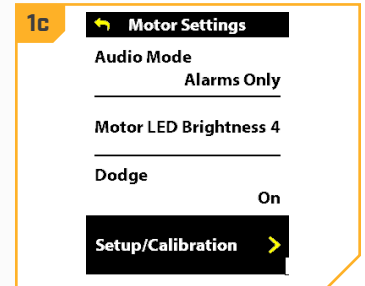 1c
Motor Settings
Audio Mode
Alarms Only
Motor LED Brightness 4
Dodge
On
Setup/Calibration